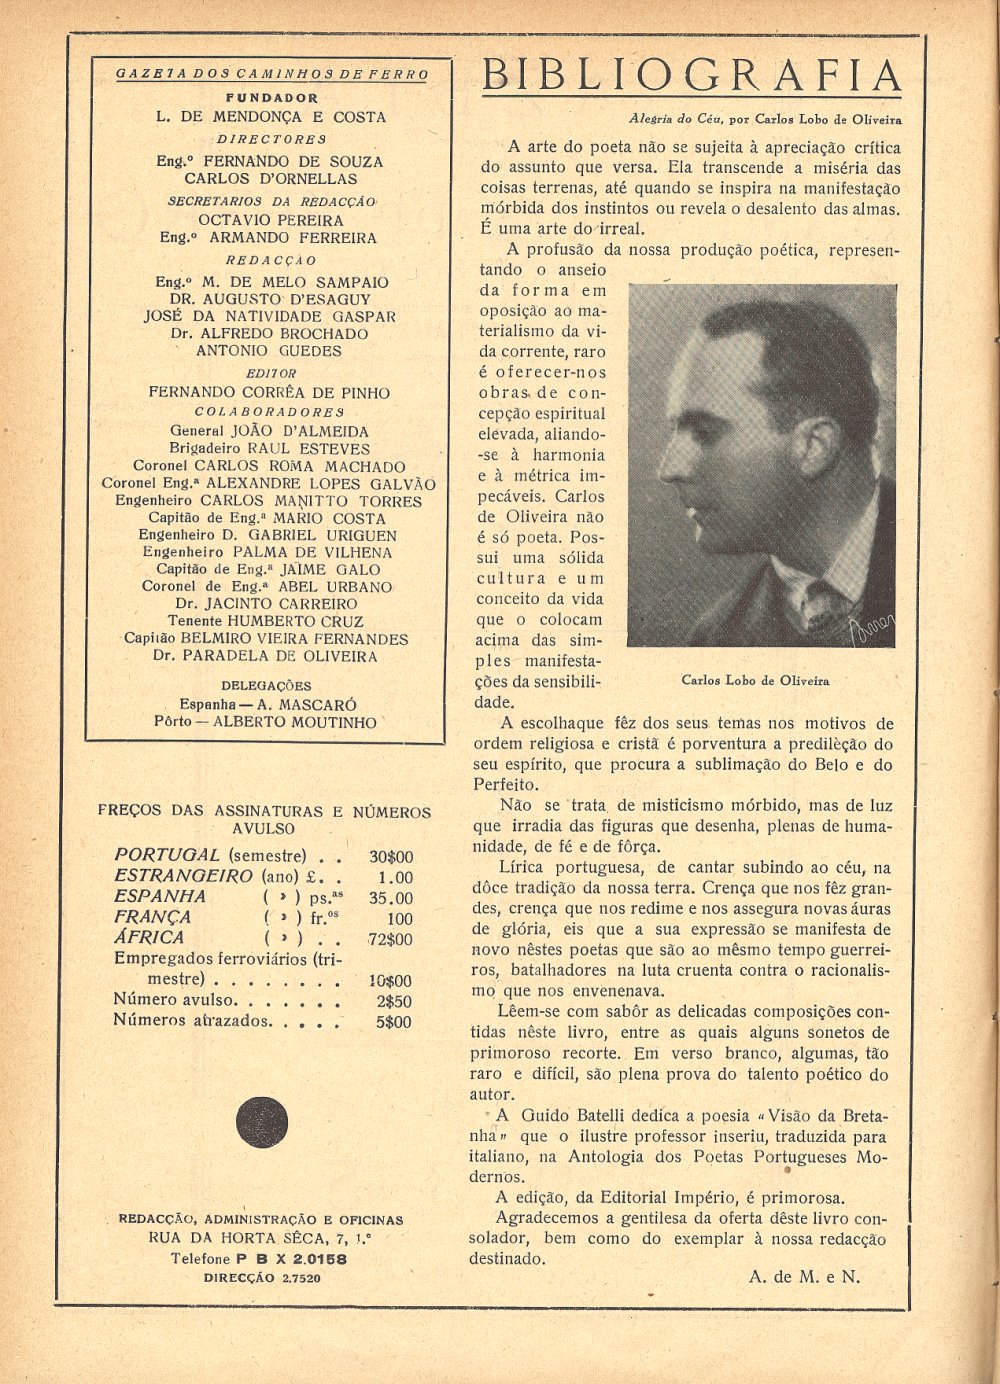 GAZETA DOS CAMINHOS DE FERRO
FUNDADOR
L. DE MENDONÇA E COSTA
DIRECTORES
Eng.º FERNANDO DE SOUZA
CARLOS D'ORNELLAS
SECRETARIOS DA REDACÇÃO
OCTAVIO PEREIRA
Eng.º ARMANDO FERREIRA
REDACÇÃO
Eng.º M. DE MELO SAMPAIO
DR. AUGUSTO D'ESAGUY
JOSÉ DA NATIVIDADE GASPAR
Dr. ALFREDO BROCHADO
ANTONIO GUEDES
EDITOR
FERNANDO CORRÊA DE PINHO
COLABORADORES
General JOÃO D'ALMEIDA
Brigadeiro RAUL ESTEVES
Coronel CARLOS ROMA MACHADO
Coronel Eng.ª ALEXANDRE LOPES GALVÃO
Engenheiro CARLOS MANITTO TORRES
Capitão de Eng.ª MARIO COSTA
Engenheiro D. GABRIEL URIGUEN
Engenheiro PALMA DE VILHENA
Capitão de Eng.ª JAIME GALO
Coronel de Eng.ª ABEL URBANO
Dr. JACINTO CARREIRO
Tenente HUMBERTO CRUZ
Capitão BELMIRO VIEIRA FERNANDES
Dr. PARADELA DE OLIVEIRA
DELEGAÇÕES
Espanha — A. MASCARÓ
Pôrto — ALBERTO MOUTINHO
FREÇOS DAS ASSINATURAS E NÚMEROS
AVULSO
PORTUGAL (semestre) . . 30$00
ESTRANGEIRO (ano) £. . 1.00
ESPANHA ( » ) ps.as 35.00
FRANÇA ( » ) fr.os 100
ÁFRICA ( » ) . . 72$00
Empregados ferroviários (tri-
mestre) . . . . . . . . 10$00
Número avulso. . . . . . . 2$50
Números atrazados. . . . . 5$00
REDACÇÃO, ADMINISTRAÇÃO E OFICINAS
RUA DA HORTA SÊCA, 7, 1.º
Telefone P B X 2.0158
DIRECÇÃO 2.7520
BIBLIOGRAFIA
Alegria do Céu, por Carlos Lobo de Oliveira
A arte do poeta não se sujeita à apreciação crítica
do assunto que versa. Ela transcende a miséria das
coisas terrenas, até quando se inspira na manifestação
mórbida dos instintos ou revela o desalento das almas.
É uma arte do irreal.
A profusão da nossa produção poética, represen-
tando o anseio
da forma em
oposição ao ma-
terialismo da vi-
da corrente, raro
é oferecer-nos
obras de con-
cepção espiritual
elevada, aliando-
-se à harmonia
e à métrica im-
pecáveis. Carlos
de Oliveira não
é só poeta. Pos-
sui uma sólida
cultura e um
conceito da vida
que o colocam
acima das sim-
ples manifesta-
ções da sensibili-
dade.
Carlos Lobo de Oliveira
A escolhaque fêz dos seus temas nos motivos de
ordem religiosa e cristã é porventura a predilèção do
seu espírito, que procura a sublimação do Belo e do
Perfeito.
Não se trata de misticismo mórbido, mas de luz
que irradia das figuras que desenha, plenas de huma-
nidade, de fé e de fôrça.
Lírica portuguesa, de cantar subindo ao céu, na
dôce tradição da nossa terra. Crença que nos fêz gran-
des, crença que nos redime e nos assegura novas áuras
de glória, eis que a sua expressão se manifesta de
novo nêstes poetas que são ao mêsmo tempo guerrei-
ros, batalhadores na luta cruenta contra o racionalis-
mo que nos envenenava.
Lêem-se com sabôr as delicadas composições con-
tidas nêste livro, entre as quais alguns sonetos de
primoroso recorte. Em verso branco, algumas, tão
raro e difícil, são plena prova do talento poético do
autor.
A Guido Batelli dedica a poesia «Visão da Breta-
nha» que o ilustre professor inseriu, traduzida para
italiano, na Antologia dos Poetas Portugueses Mo-
dernos.
A edição, da Editorial Império, é primorosa.
Agradecemos a gentilesa da oferta dêste livro con-
solador, bem como do exemplar à nossa redacção
destinado.
A. de M. e N.